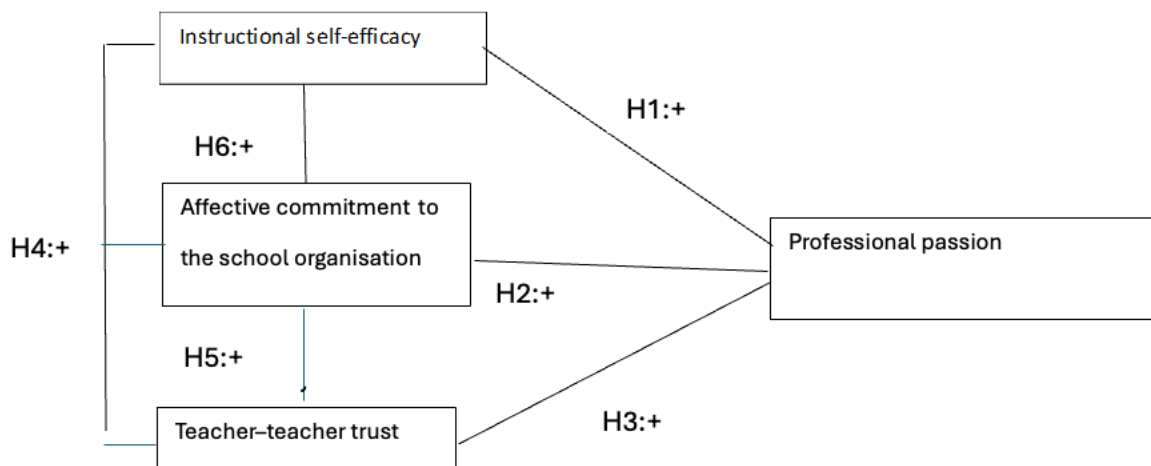 Instructional self-efficacy
H1:+
H6:+
Affective commitment to
the school organisation
Professional passion
H4:+
H2:+
H5:+
H3:+
Teacher–teacher trust